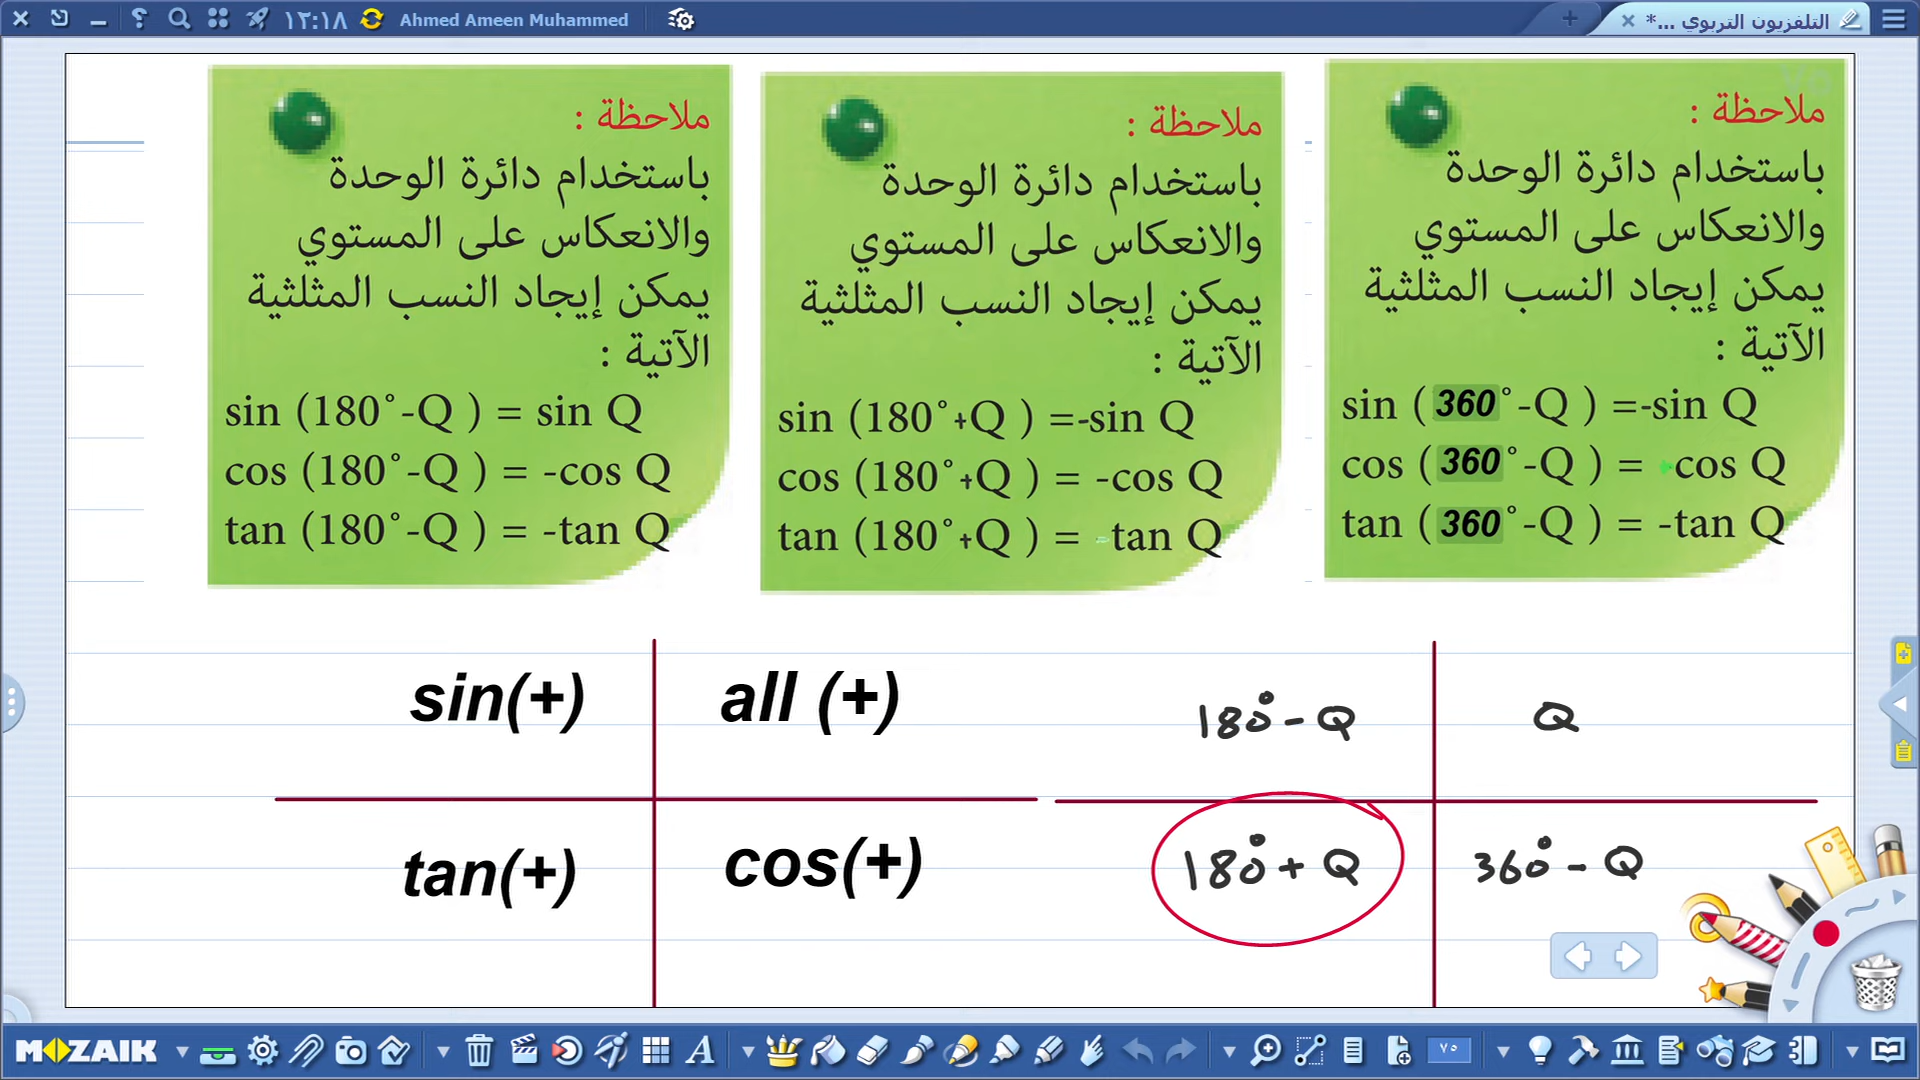 ١٣:١٨ Ahmed Ameen Muhammed
التلفزيون التربوي ...*
ملاحظة :
باستخدام دائرة الوحدة
والانعكاس على المستوي
يمكن إيجاد النسب المثلثية
الآتية :
sin (180°-Q ) = sin Q
cos (180°-Q ) = -cos Q
tan (180°-Q ) = -tan Q
ملاحظة :
باستخدام دائرة الوحدة
والانعكاس على المستوي
يمكن إيجاد النسب المثلثية
الآتية :
sin (180°+Q ) =-sin Q
cos (180°+Q ) = -cos Q
tan (180°+Q ) = tan Q
ملاحظة :
باستخدام دائرة الوحدة
والانعكاس على المستوي
يمكن إيجاد النسب المثلثية
الآتية :
sin ( 360°-Q ) =-sin Q
cos ( 360°-Q ) = cos Q
tan ( 360°-Q ) = -tan Q
sin(+)
all (+)
tan(+)
cos(+)
180° - Q
Q
180° + Q
360° - Q
MOZAIK
٧٥